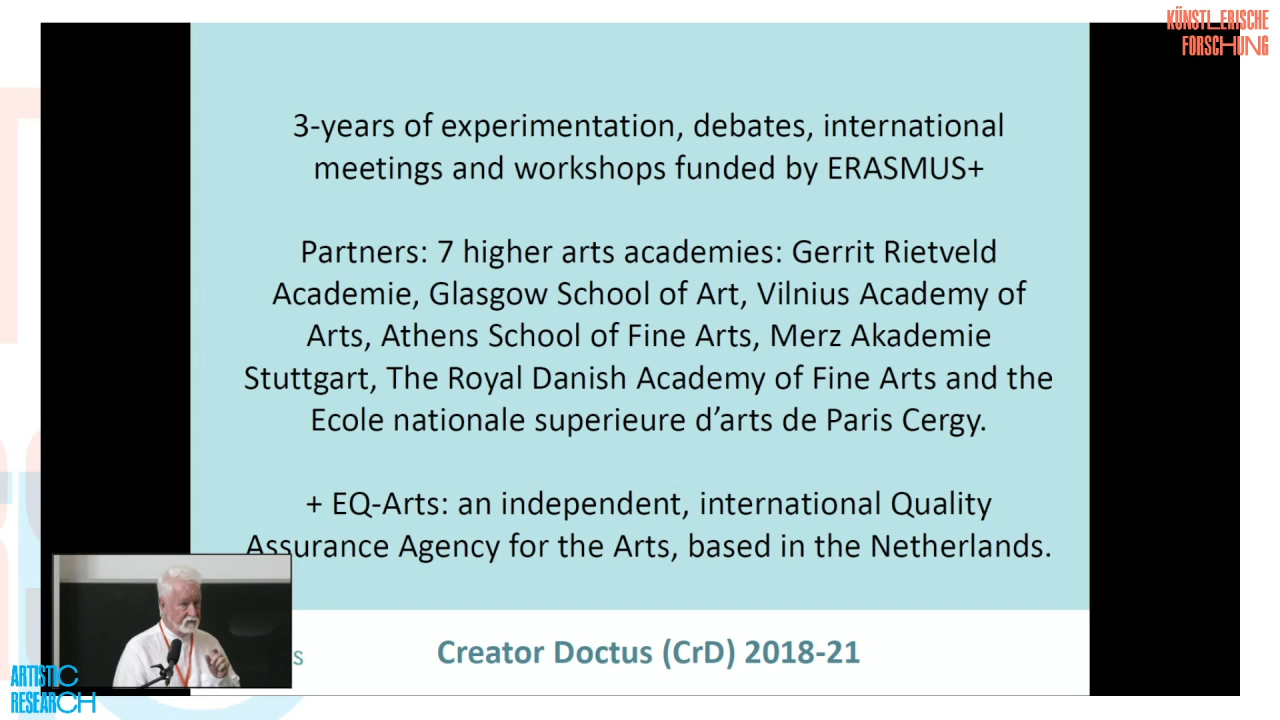 KÜNSTLERISCHE
FORSCHUNG
3-years of experimentation, debates, international
meetings and workshops funded by ERASMUS+
Partners: 7 higher arts academies: Gerrit Rietveld
Academie, Glasgow School of Art, Vilnius Academy of
Arts, Athens School of Fine Arts, Merz Akademie
Stuttgart, The Royal Danish Academy of Fine Arts and the
Ecole nationale superieure d’arts de Paris Cergy.
+ EQ-Arts: an independent, international Quality
Assurance Agency for the Arts, based in the Netherlands.
Creator Doctus (CrD) 2018-21
ARTISTIC
RESEARCH